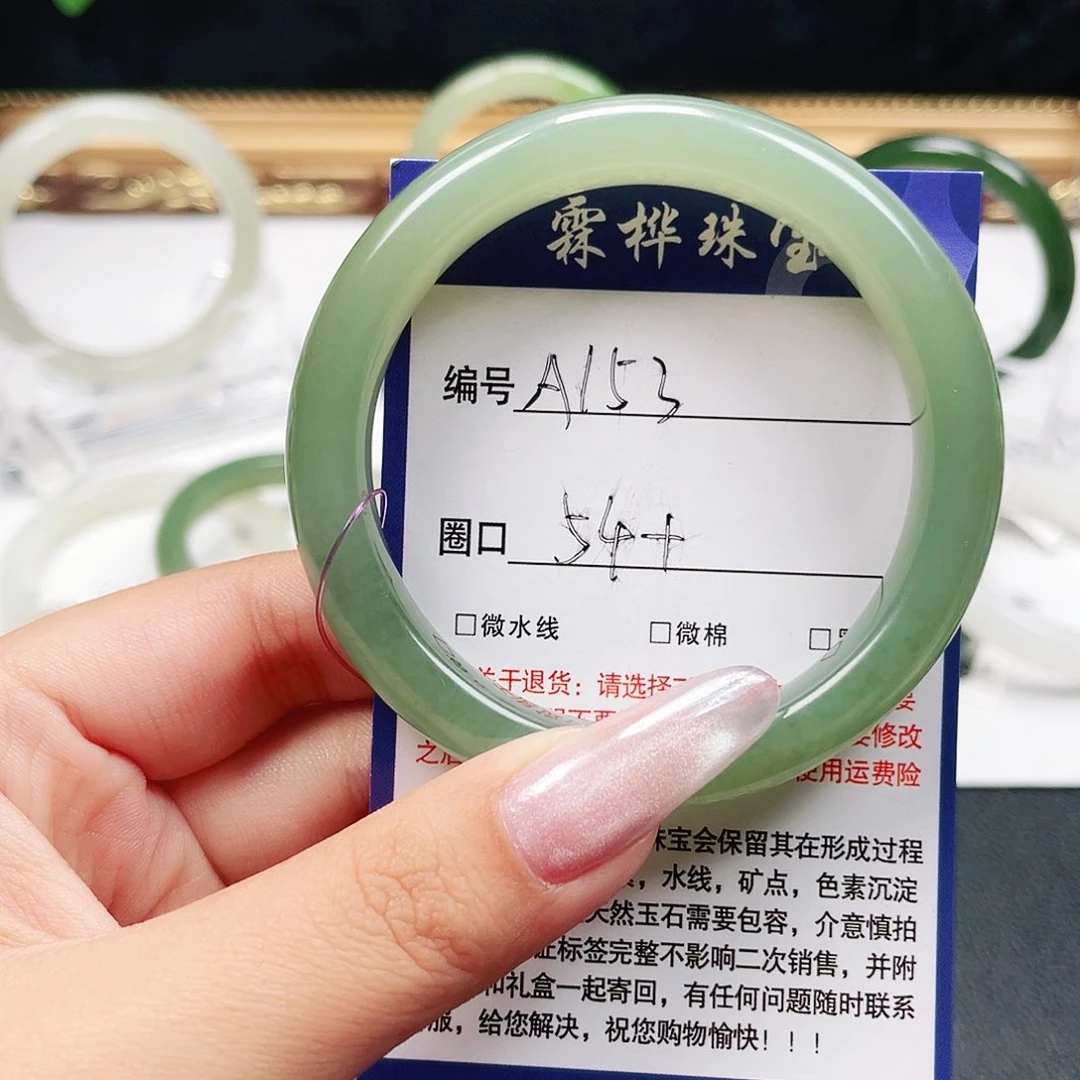 霖桦珠宝
编号 A153
圈口 54+
□微水线 □微棉 □
关于退货：请选择
之后 修改
使用运费险
珠宝会保留其在形成过程
，水线，矿点，色素沉淀
天然玉石需要包容，介意慎拍
证标签完整不影响二次销售，并附
和礼盒一起寄回，有任何问题随时联系
服，给您解决，祝您购物愉快！！！